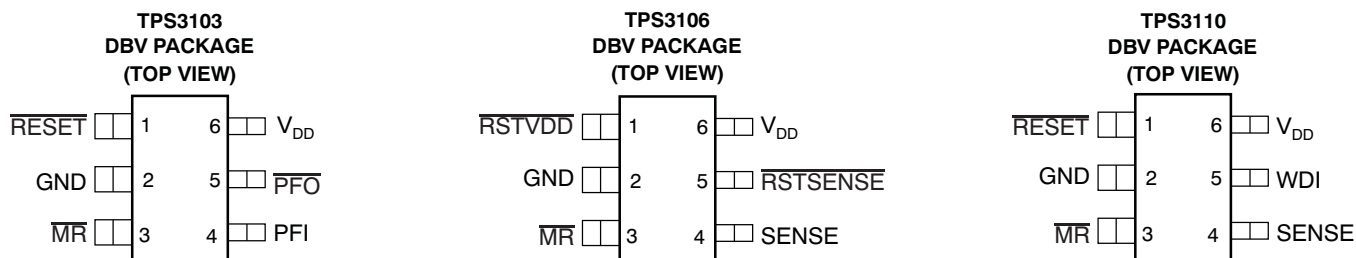 TPS3103
DBV PACKAGE
(TOP VIEW)
RESET 1 6 VDD
GND 2 5 PFO
MR 3 4 PFI
TPS3106
DBV PACKAGE
(TOP VIEW)
RSTVDD 1 6 VDD
GND 2 5 RSTSENSE
MR 3 4 SENSE
TPS3110
DBV PACKAGE
(TOP VIEW)
RESET 1 6 VDD
GND 2 5 WDI
MR 3 4 SENSE